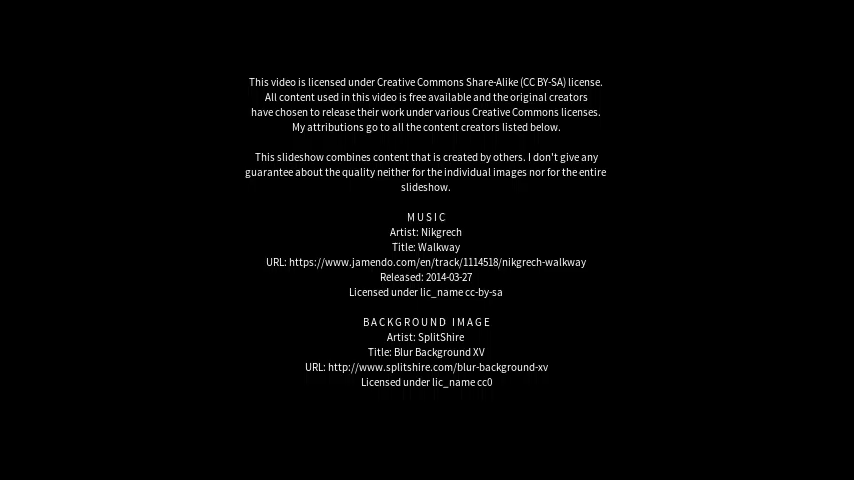 This video is licensed under Creative Commons Share-Alike (CC BY-SA) license.
All content used in this video is free available and the original creators
have chosen to release their work under various Creative Commons licenses.
My attributions go to all the content creators listed below.
This slideshow combines content that is created by others. I don't give any
guarantee about the quality neither for the individual images nor for the entire
slideshow.
MUSIC
Artist: Nikgrech
Title: Walkway
URL: https://www.jamendo.com/en/track/1114518/nikgrech-walkway
Released: 2014-03-27
Licensed under lic_name cc-by-sa
BACKGROUND IMAGE
Artist: SplitShire
Title: Blur Background XV
URL: http://www.splitshire.com/blur-background-xv
Licensed under lic_name cc0